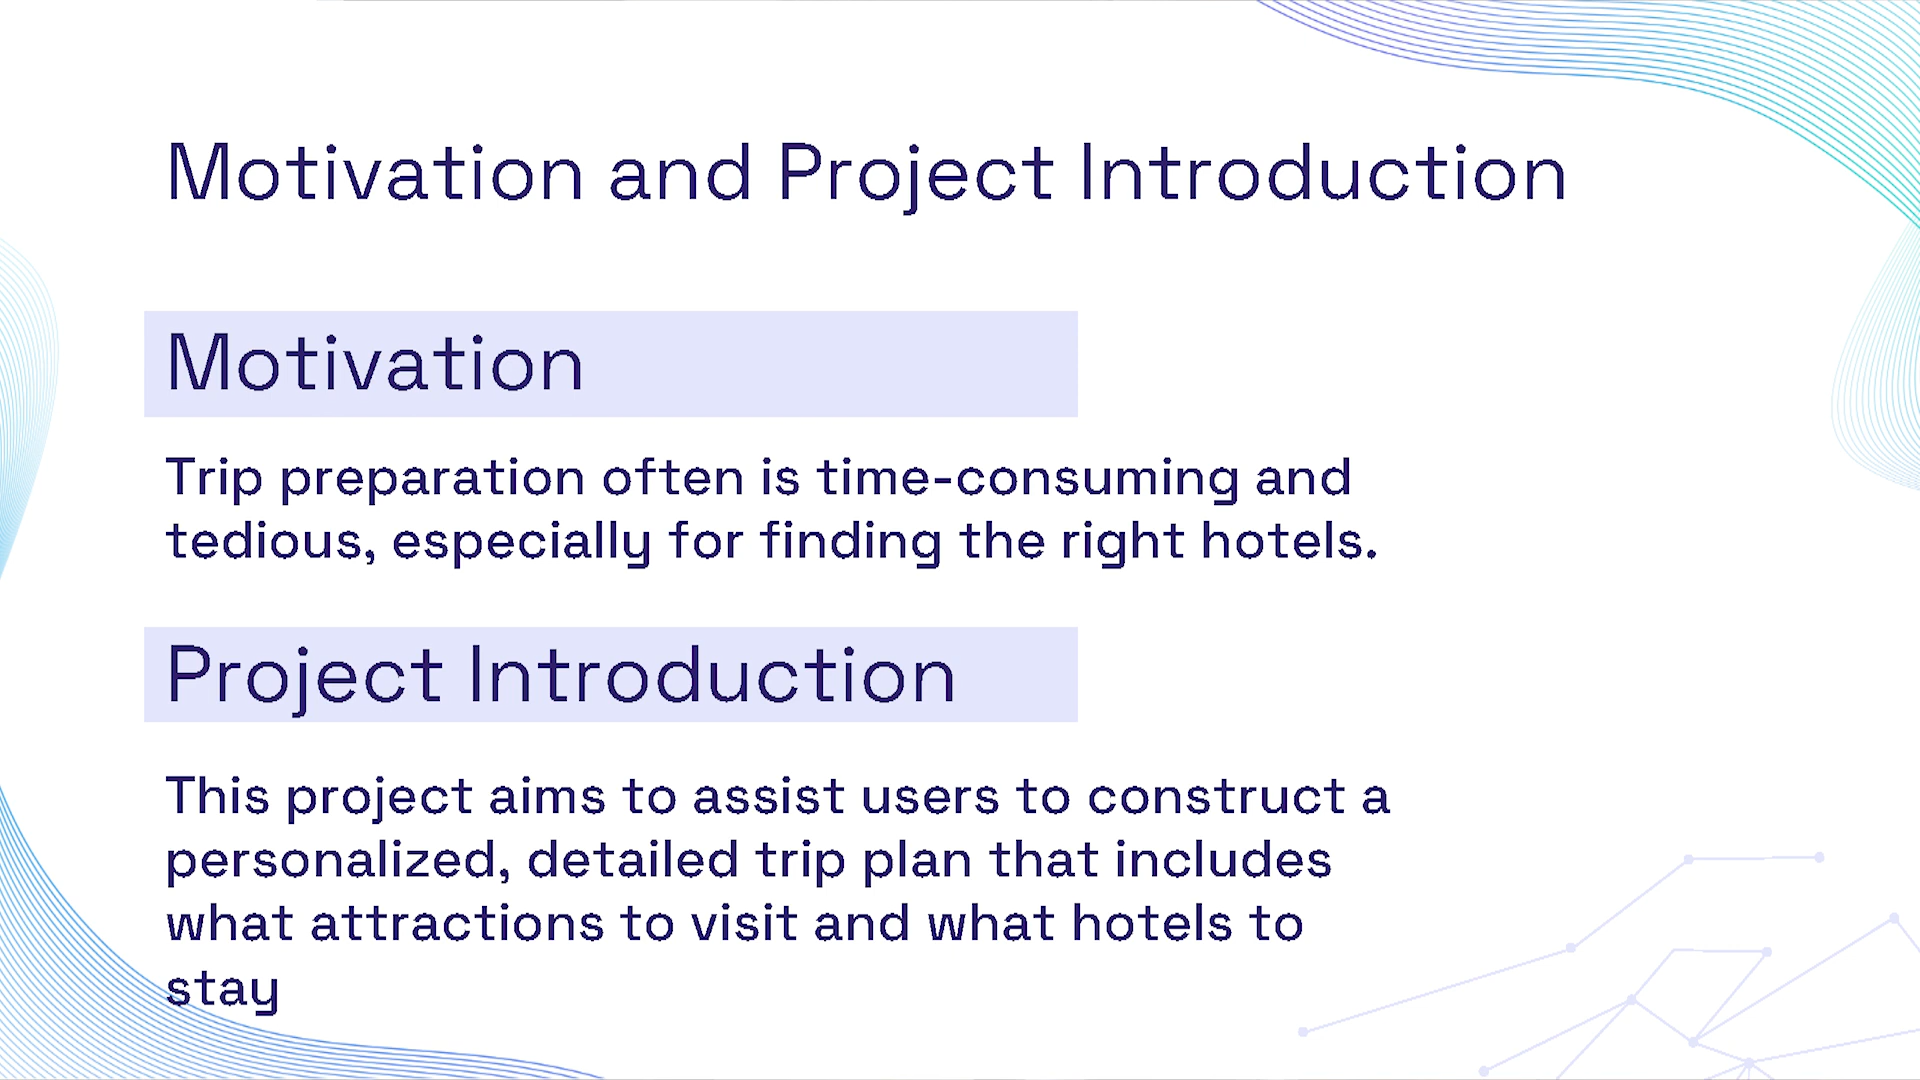 Motivation and Project Introduction
Motivation
Trip preparation often is time-consuming and
tedious, especially for finding the right hotels.
Project Introduction
This project aims to assist users to construct a
personalized, detailed trip plan that includes
what attractions to visit and what hotels to
stay